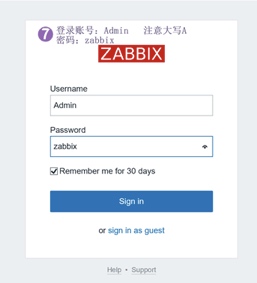 7 登录账号：Admin 注意大写A
密码：zabbix
ZABBIX
Username
Admin
Password
zabbix
Remember me for 30 days
Sign in
or sign in as guest
Help • Support